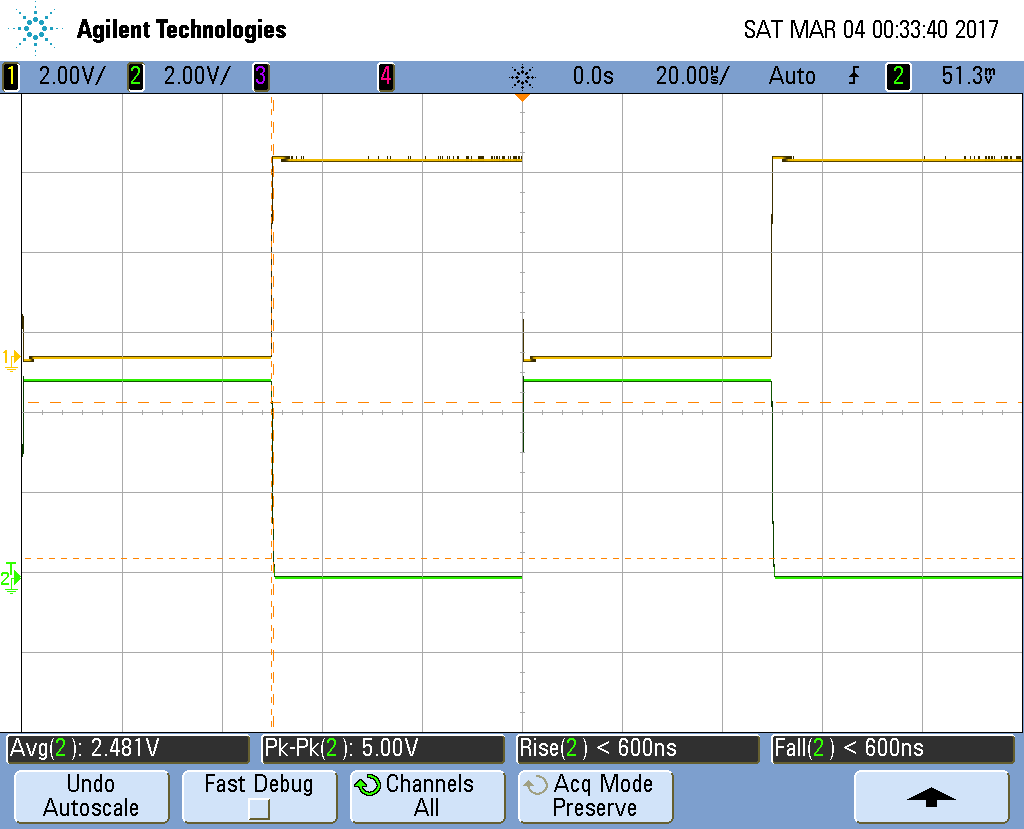 Agilent Technologies SAT MAR 04 00:33:40 2017
1 2.00V/ 2 2.00V/ 3 4 0.0s 20.00µs/ Auto 2 51.3mV
1
T
2
Avg(2): 2.481V Pk-Pk(2): 5.00V Rise(2) < 600ns Fall(2) < 600ns
Undo Autoscale
Fast Debug
Channels All
Acq Mode Preserve